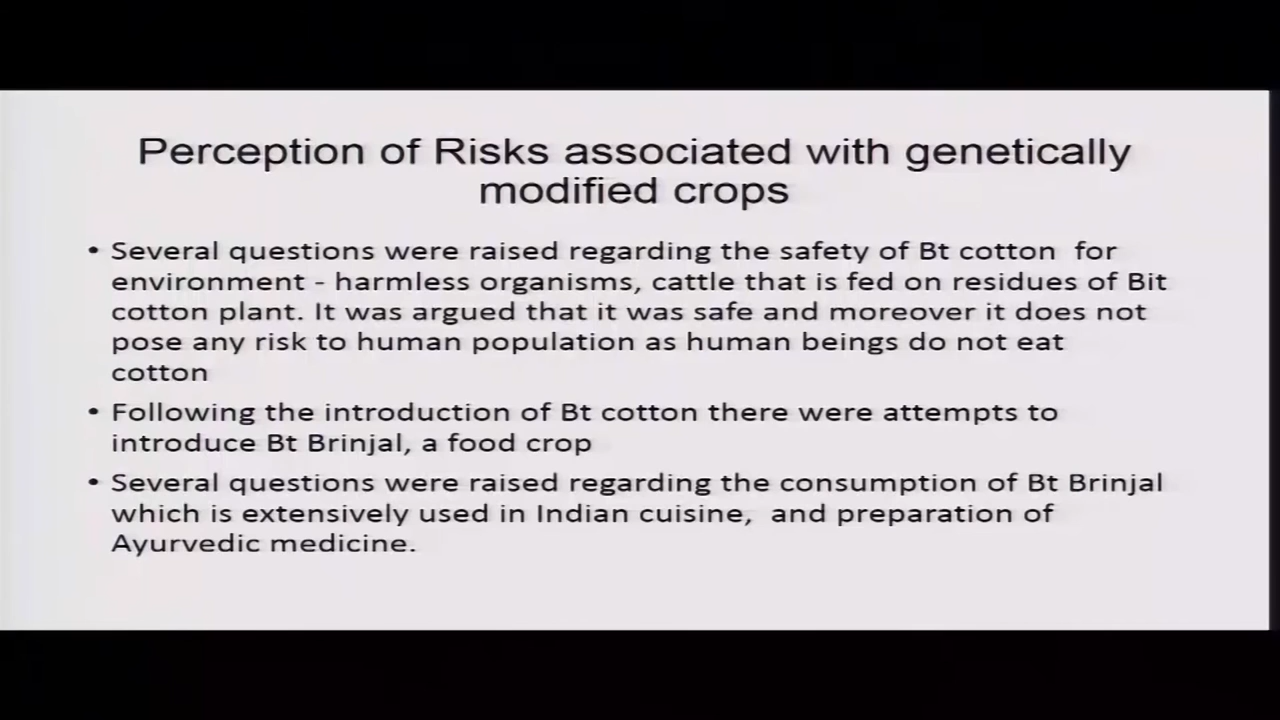 Perception of Risks associated with genetically
modified crops
• Several questions were raised regarding the safety of Bt cotton for
environment - harmless organisms, cattle that is fed on residues of Bit
cotton plant. It was argued that it was safe and moreover it does not
pose any risk to human population as human beings do not eat
cotton
• Following the introduction of Bt cotton there were attempts to
introduce Bt Brinjal, a food crop
• Several questions were raised regarding the consumption of Bt Brinjal
which is extensively used in Indian cuisine, and preparation of
Ayurvedic medicine.